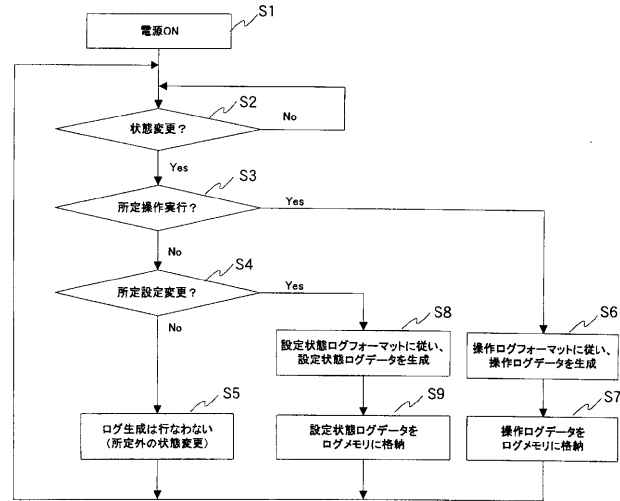 S1
電源ON
S2
状態変更?
No
Yes
S3
所定操作実行?
Yes
No
S4
所定設定変更?
Yes
No
S8
設定状態ログフォーマットに従い、
設定状態ログデータを生成
S6
操作ログフォーマットに従い、
操作ログデータを生成
S5
ログ生成は行なわない
(所定外の状態変更)
S9
設定状態ログデータを
ログメモリに格納
S7
操作ログデータを
ログメモリに格納